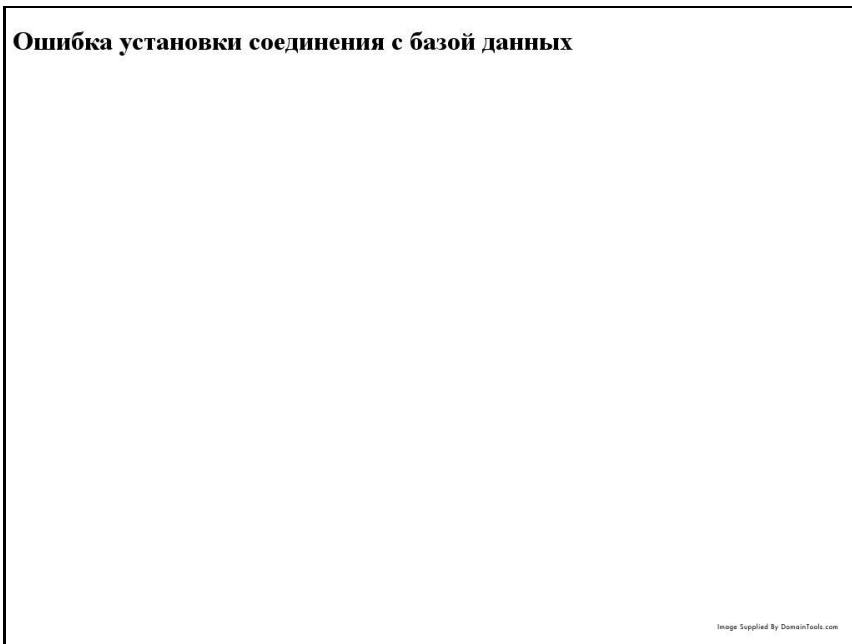 Ошибка установки соединения с базой данных
Image Supplied By DomainTools.com